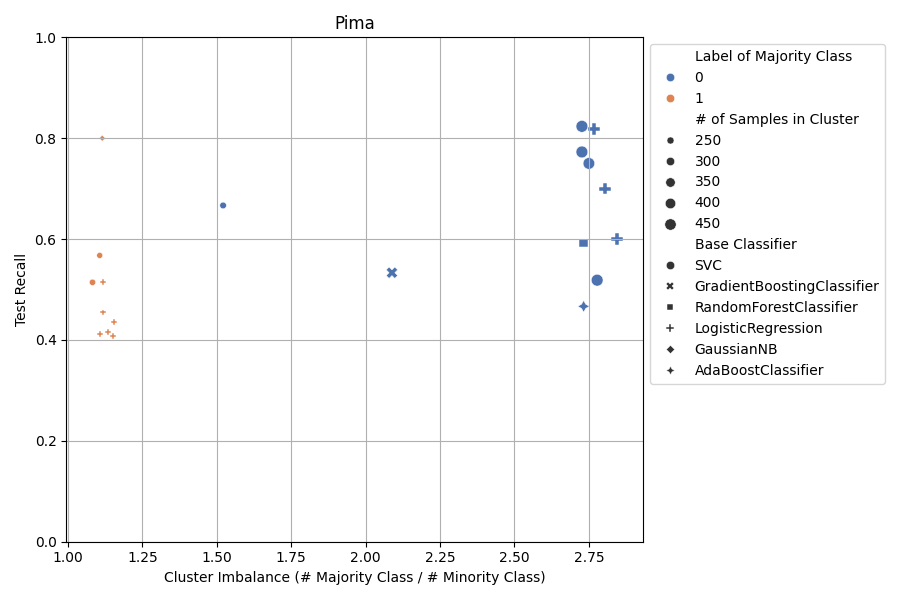 Pima
Test Recall
1.0
0.8
0.6
0.4
0.2
0.0
1.00 1.25 1.50 1.75 2.00 2.25 2.50 2.75
Cluster Imbalance (# Majority Class / # Minority Class)
Label of Majority Class
0
1
# of Samples in Cluster
250
300
350
400
450
Base Classifier
SVC
GradientBoostingClassifier
RandomForestClassifier
LogisticRegression
GaussianNB
AdaBoostClassifier